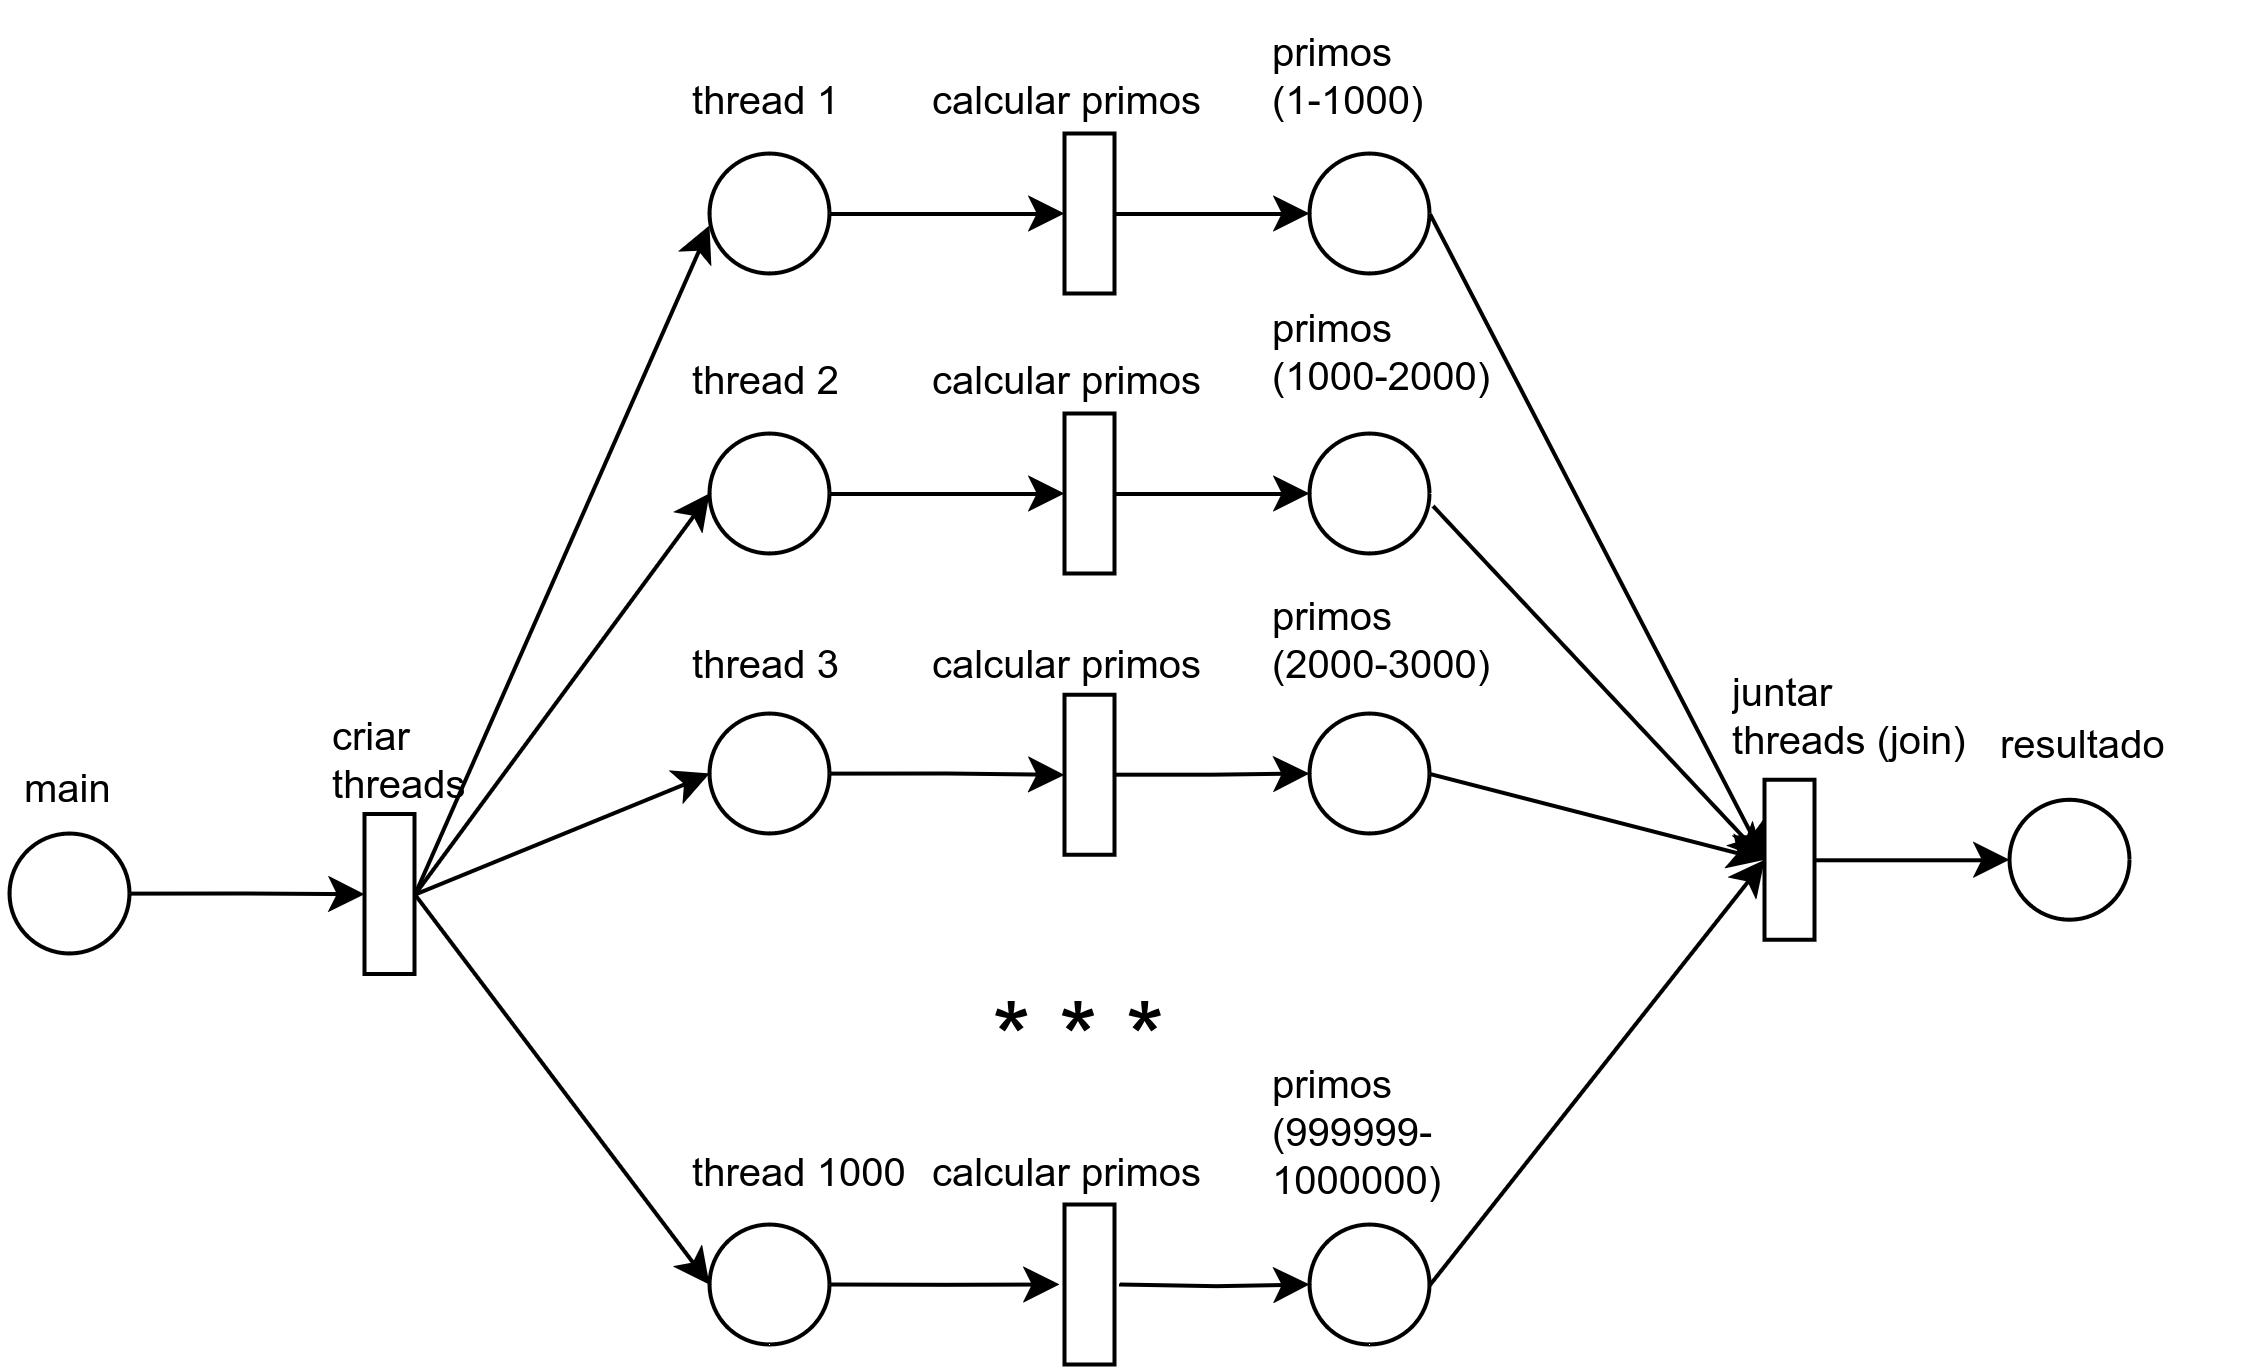 thread 1
calcular primos
primos
(1-1000)
thread 2
calcular primos
primos
(1000-2000)
thread 3
calcular primos
primos
(2000-3000)
main
criar
threads
juntar
threads (join)
resultado
* * *
thread 1000
calcular primos
primos
(999999-
1000000)